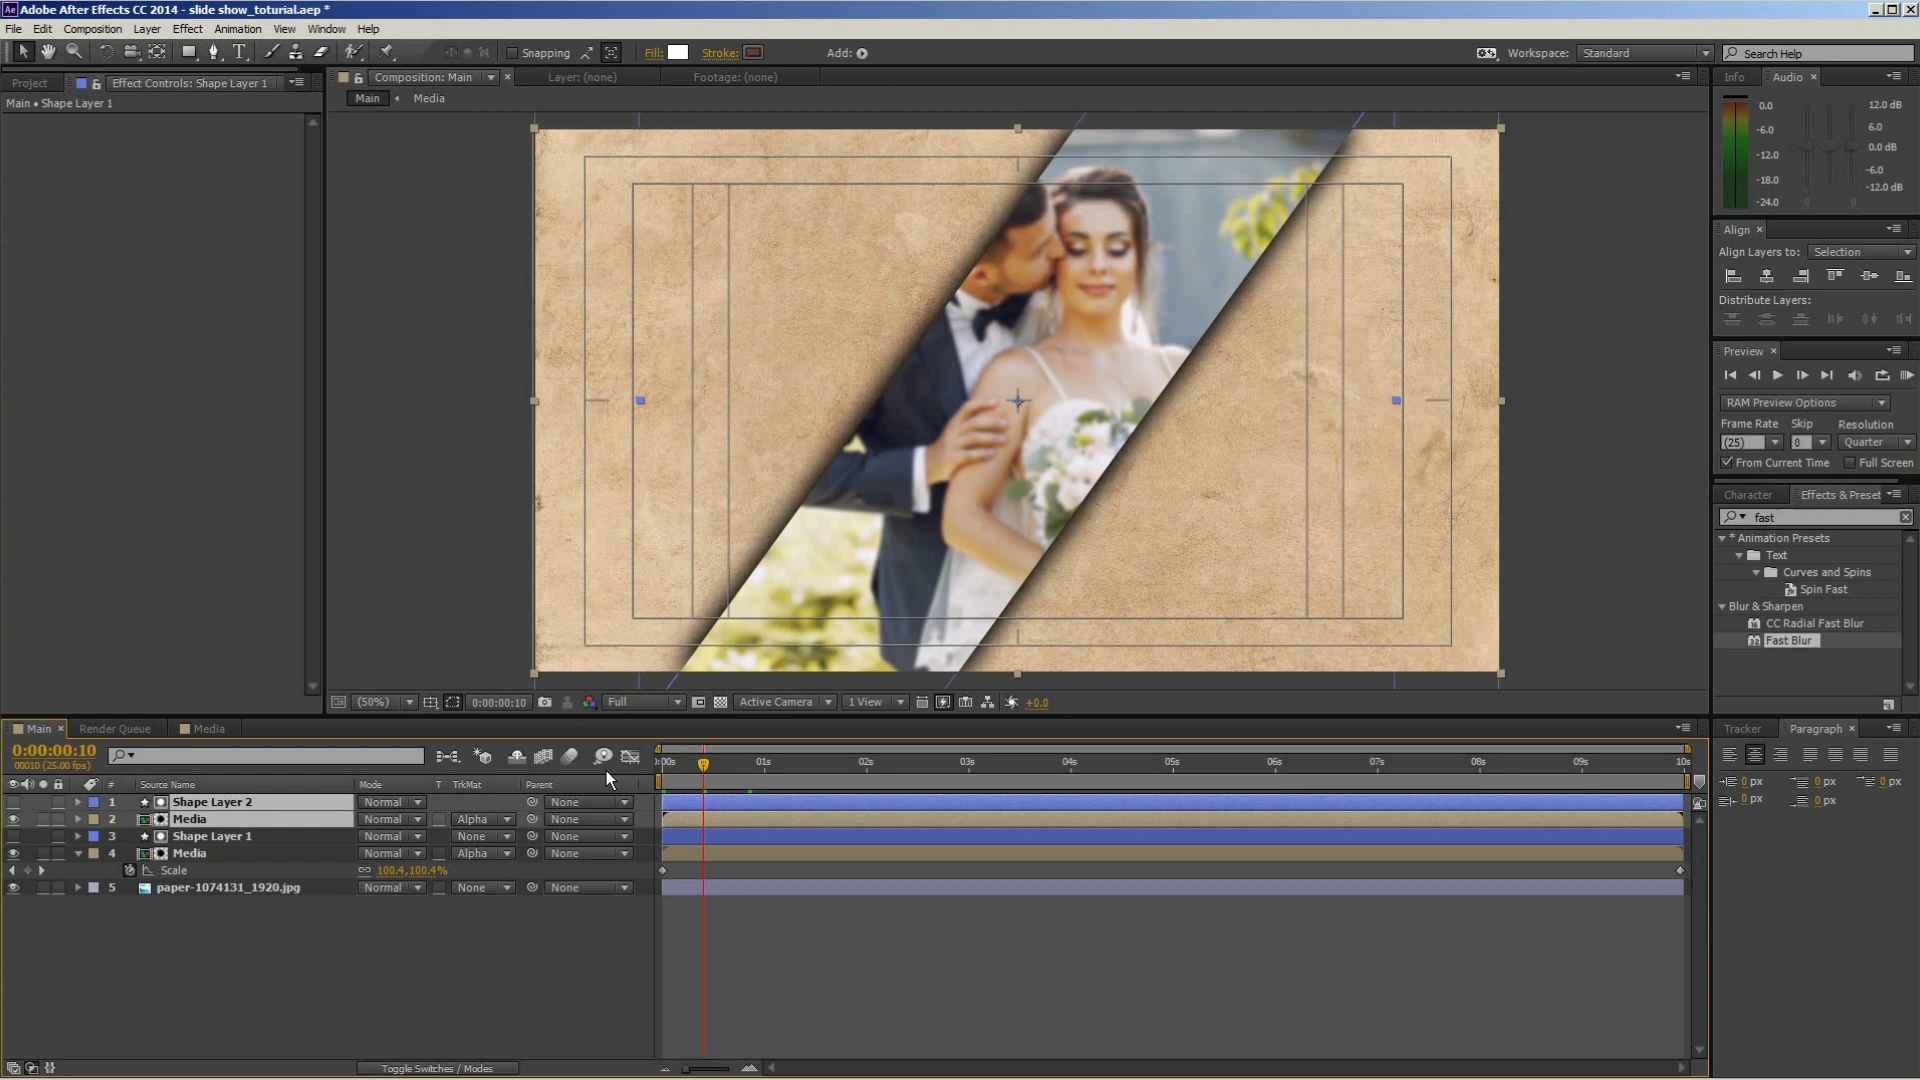 Adobe After Effects CC 2014 - slide show_toturial.aep *
File Edit Composition Layer Effect Animation View Window Help
Snapping Fill: Stroke: Add: Workspace: Standard Search Help
Project Effect Controls: Shape Layer 1 Composition: Main Layer: (none) Footage: (none) Info Audio
Main • Shape Layer 1
Main Media
0.0 12.0 dB
-6.0 6.0
-12.0 0.0 dB
-18.0 -6.0
-24.0 0 0 -12.0 dB
Align
Align Layers to: Selection
Distribute Layers:
Preview
RAM Preview Options
Frame Rate Skip Resolution
(25) 0 Quarter
From Current Time Full Screen
Character Effects & Preset
fast
* Animation Presets
Text
Curves and Spins
Spin Fast
Blur & Sharpen
CC Radial Fast Blur
Fast Blur
(50%) 0:00:00:10 Full Active Camera 1 View +0.0
Main Render Queue Media Tracker Paragraph
0:00:00:10
00010 (25.00 fps)
:00s 01s 02s 03s 04s 05s 06s 07s 08s 09s 10s
# Source Name Mode T TrkMat Parent
1 Shape Layer 2 Normal None
2 Media Normal Alpha None
3 Shape Layer 1 Normal None None
4 Media Normal Alpha None
Scale 100.4,100.4%
5 paper-1074131_1920.jpg Normal None None
0 px 0 px 0 px
0 px 0 px
Toggle Switches / Modes